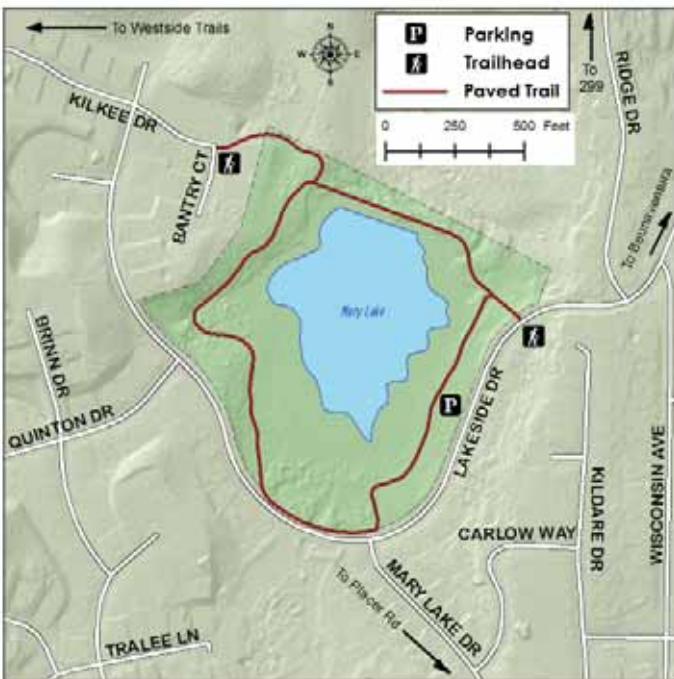 To Westside Trails
N
W
E
S
P Parking
Trailhead
Paved Trail
0 250 500 Feet
To
299
RIDGE DR
KILKEE DR
BANTRY CT
To Beunaventura
Mary Lake
BRINN DR
QUINTON DR
P
LAKESIDE DR
KILDARE DR
WISCONSIN AVE
CARLOW WAY
To Placer Rd
MARY LAKE DR
TRALEE LN